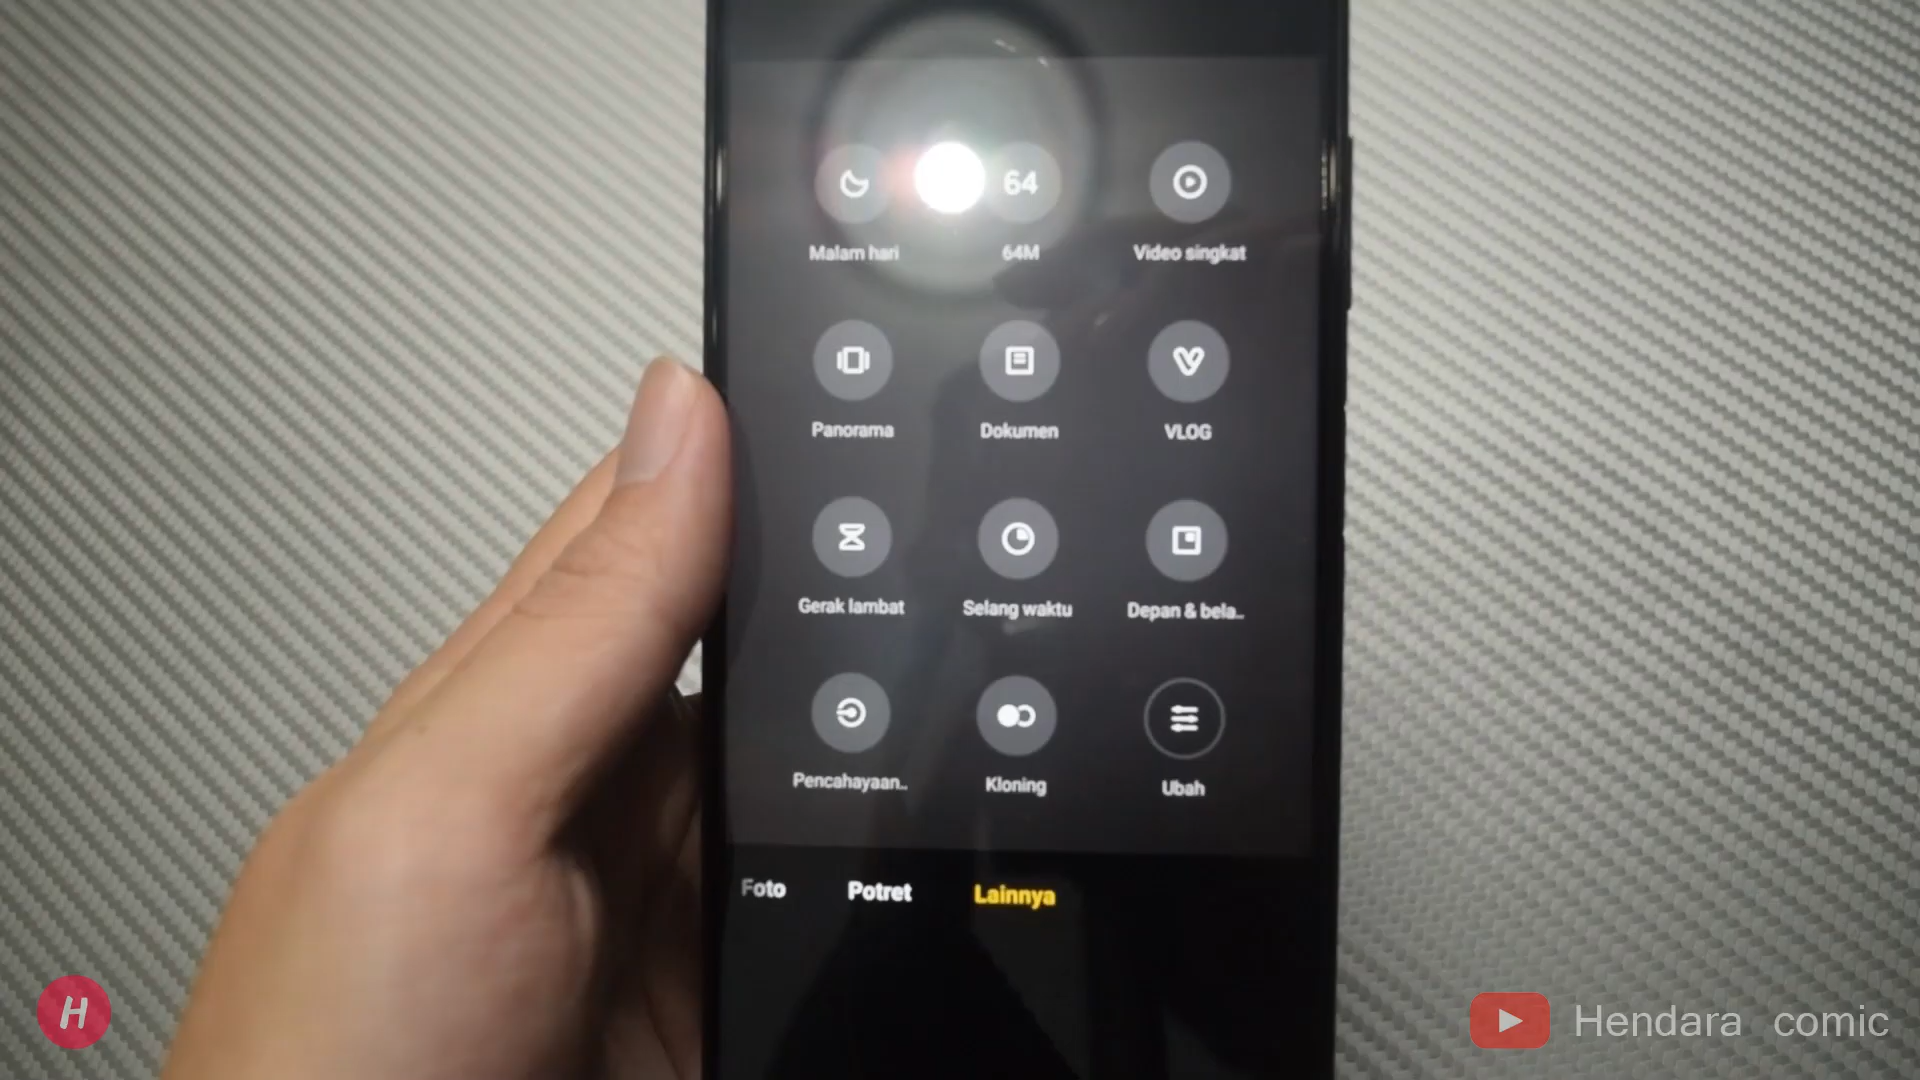 64
Malam hari
64M
Video singkat
Panorama
Dokumen
VLOG
Gerak lambat
Selang waktu
Depan & bela..
Pencahayaan..
Kloning
Ubah
Foto
Potret
Lainnya
H
Hendara comic